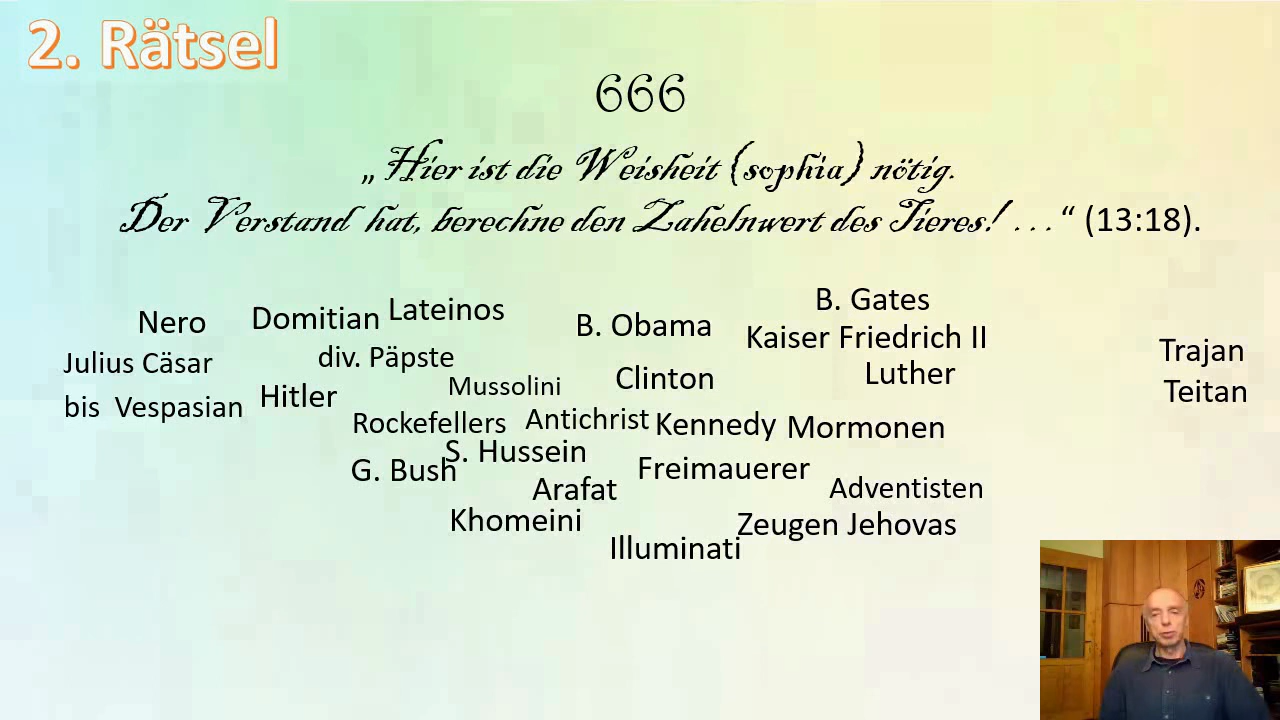 2. Rätsel
666
„Hier ist die Weisheit (sophia) nötig.
Der Verstand hat, berechne den Zahelnwert des Tieres! ...“ (13:18).
B. Gates
Nero Domitian Lateinos B. Obama
Kaiser Friedrich II
Julius Cäsar div. Päpste Trajan
Mussolini Clinton Luther
bis Vespasian Hitler Teitan
Rockefellers Antichrist Kennedy Mormonen
S. Hussein
G. Bush Freimauerer
Arafat Adventisten
Khomeini Zeugen Jehovas
Illuminati